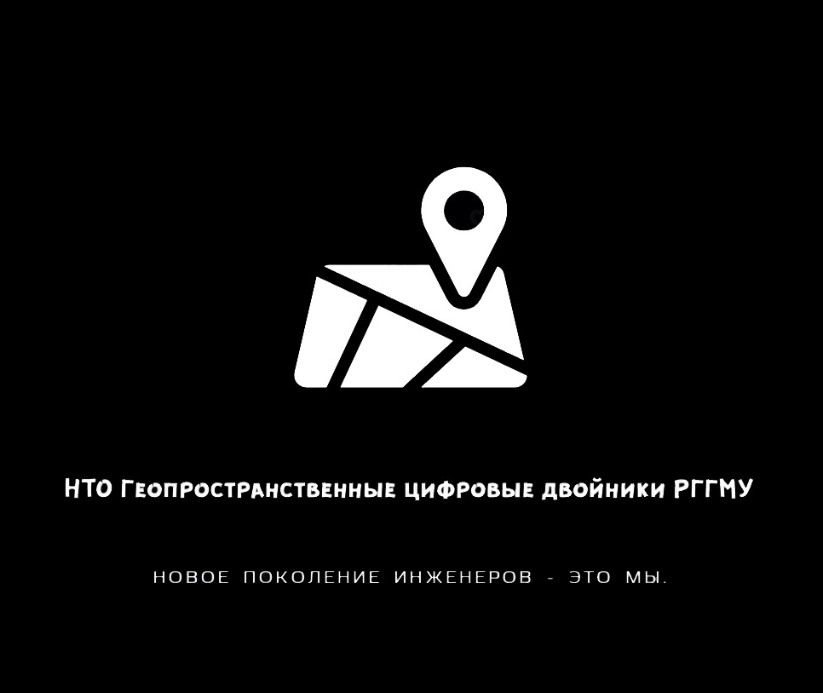 НТО Геопространственные цифровые двойники РГГМУ
НОВОЕ ПОКОЛЕНИЕ ИНЖЕНЕРОВ - ЭТО МЫ.